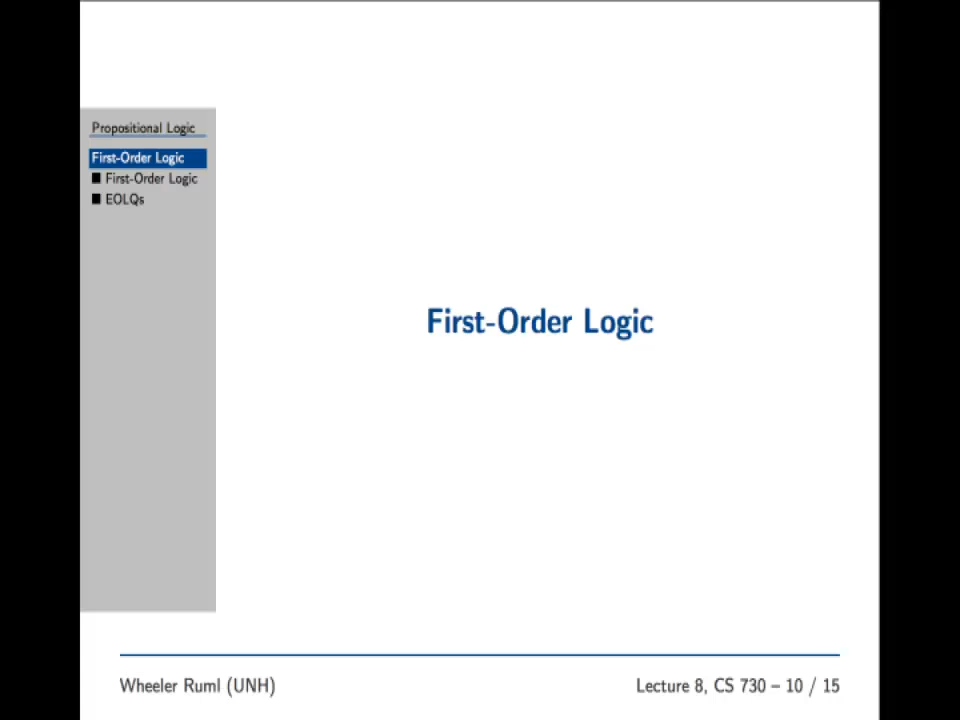 Propositional Logic
First-Order Logic
First-Order Logic
EOLQs
First-Order Logic
Wheeler Ruml (UNH)
Lecture 8, CS 730 – 10 / 15